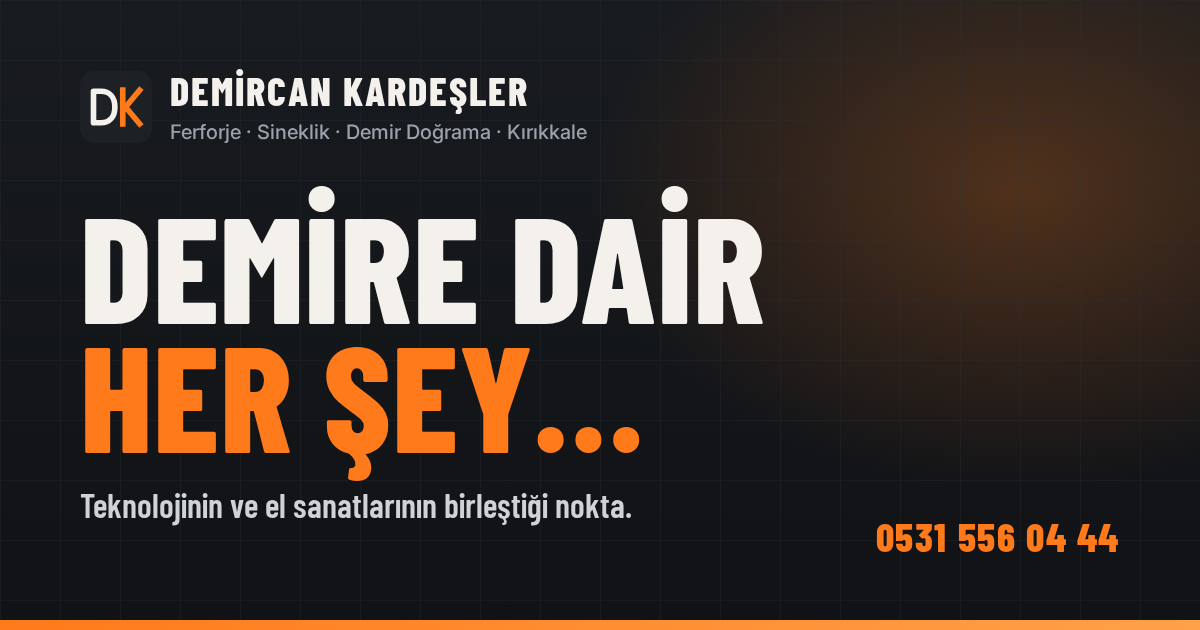 DK
DEMİRCAN KARDEŞLER
Ferforje · Sineklik · Demir Doğrama · Kırıkkale
DEMİRE DAİR
HER ŞEY...
Teknolojinin ve el sanatlarının birleştiği nokta.
0531 556 04 44